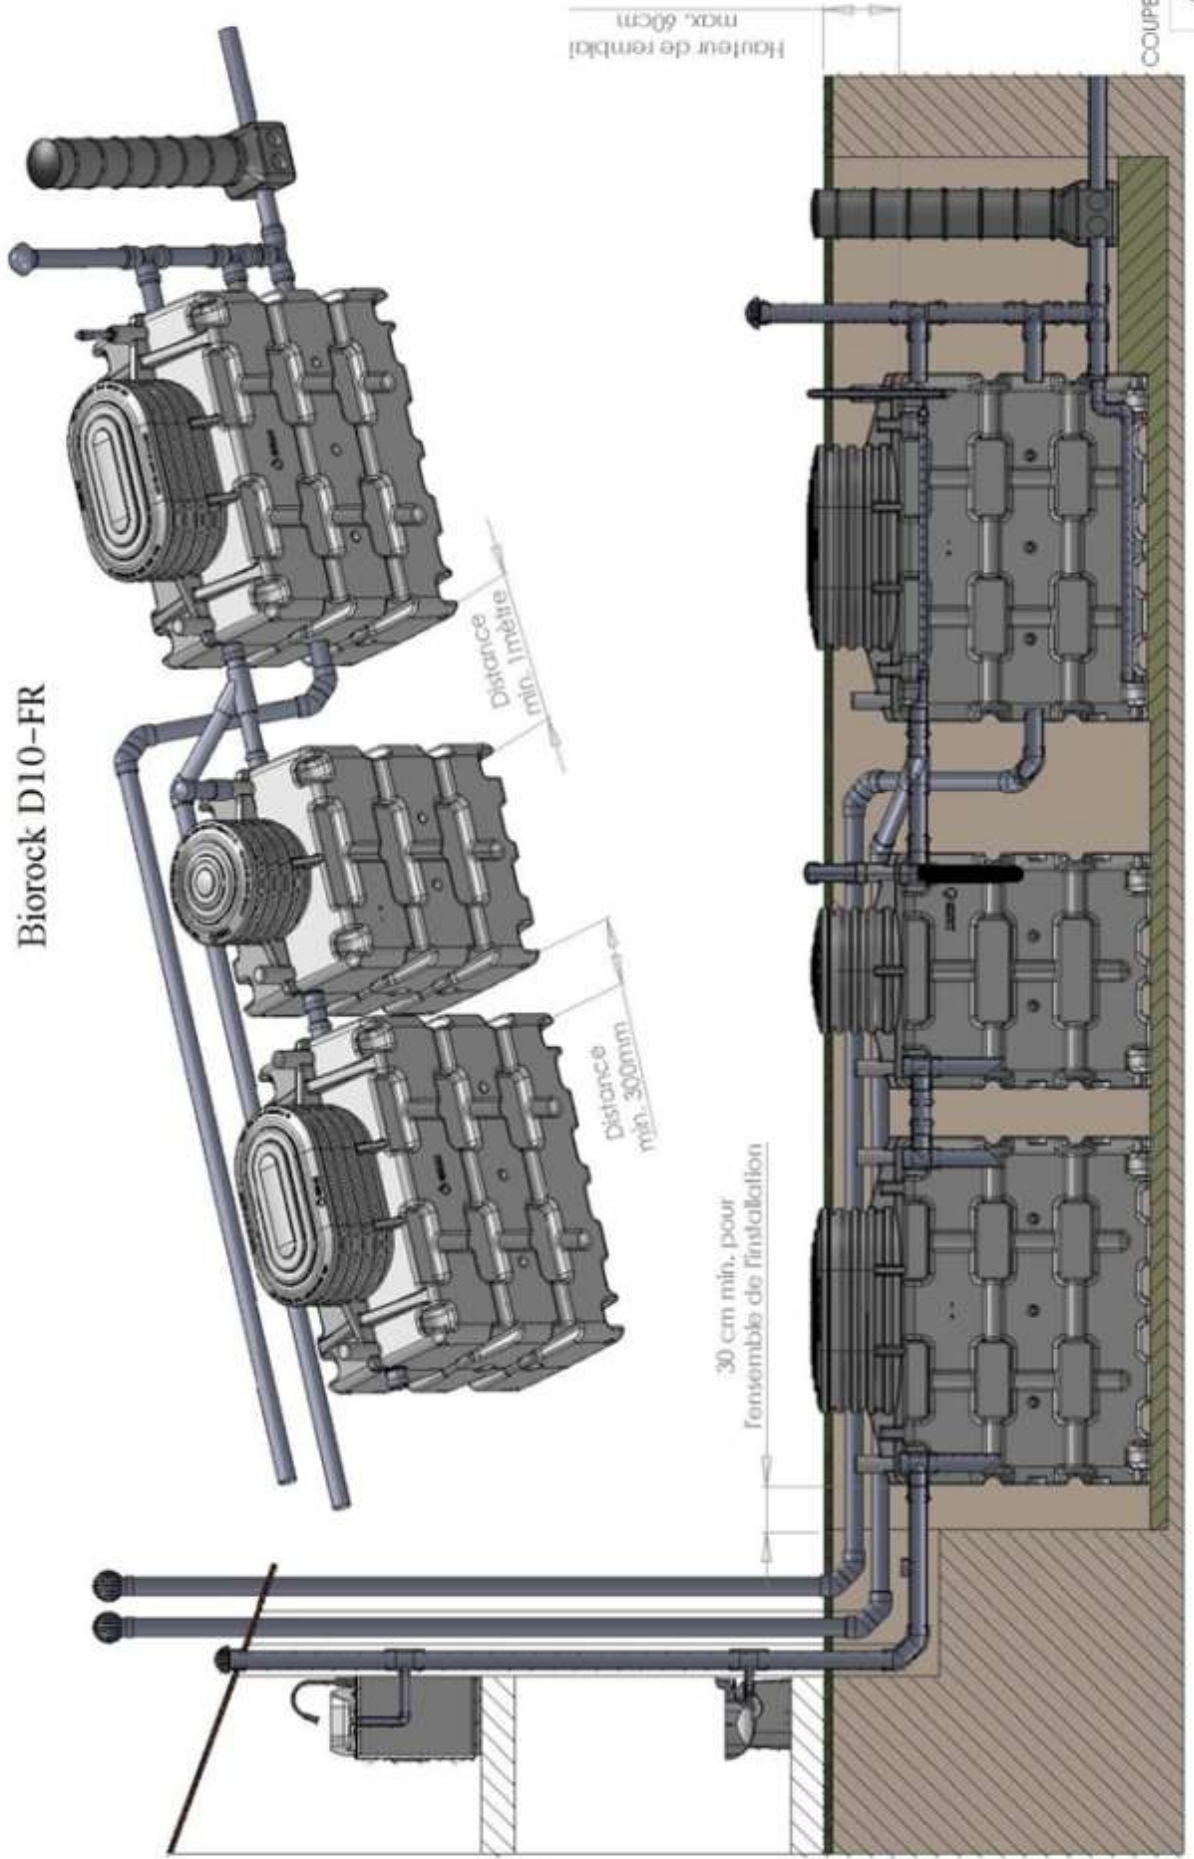 Biorock D10-FR
Distance
min. 1mètre
Distance
min. 300mm
30 cm min. pour
l'ensemble de l'installation
Hauteur de remblai
max. 60cm
COUPE